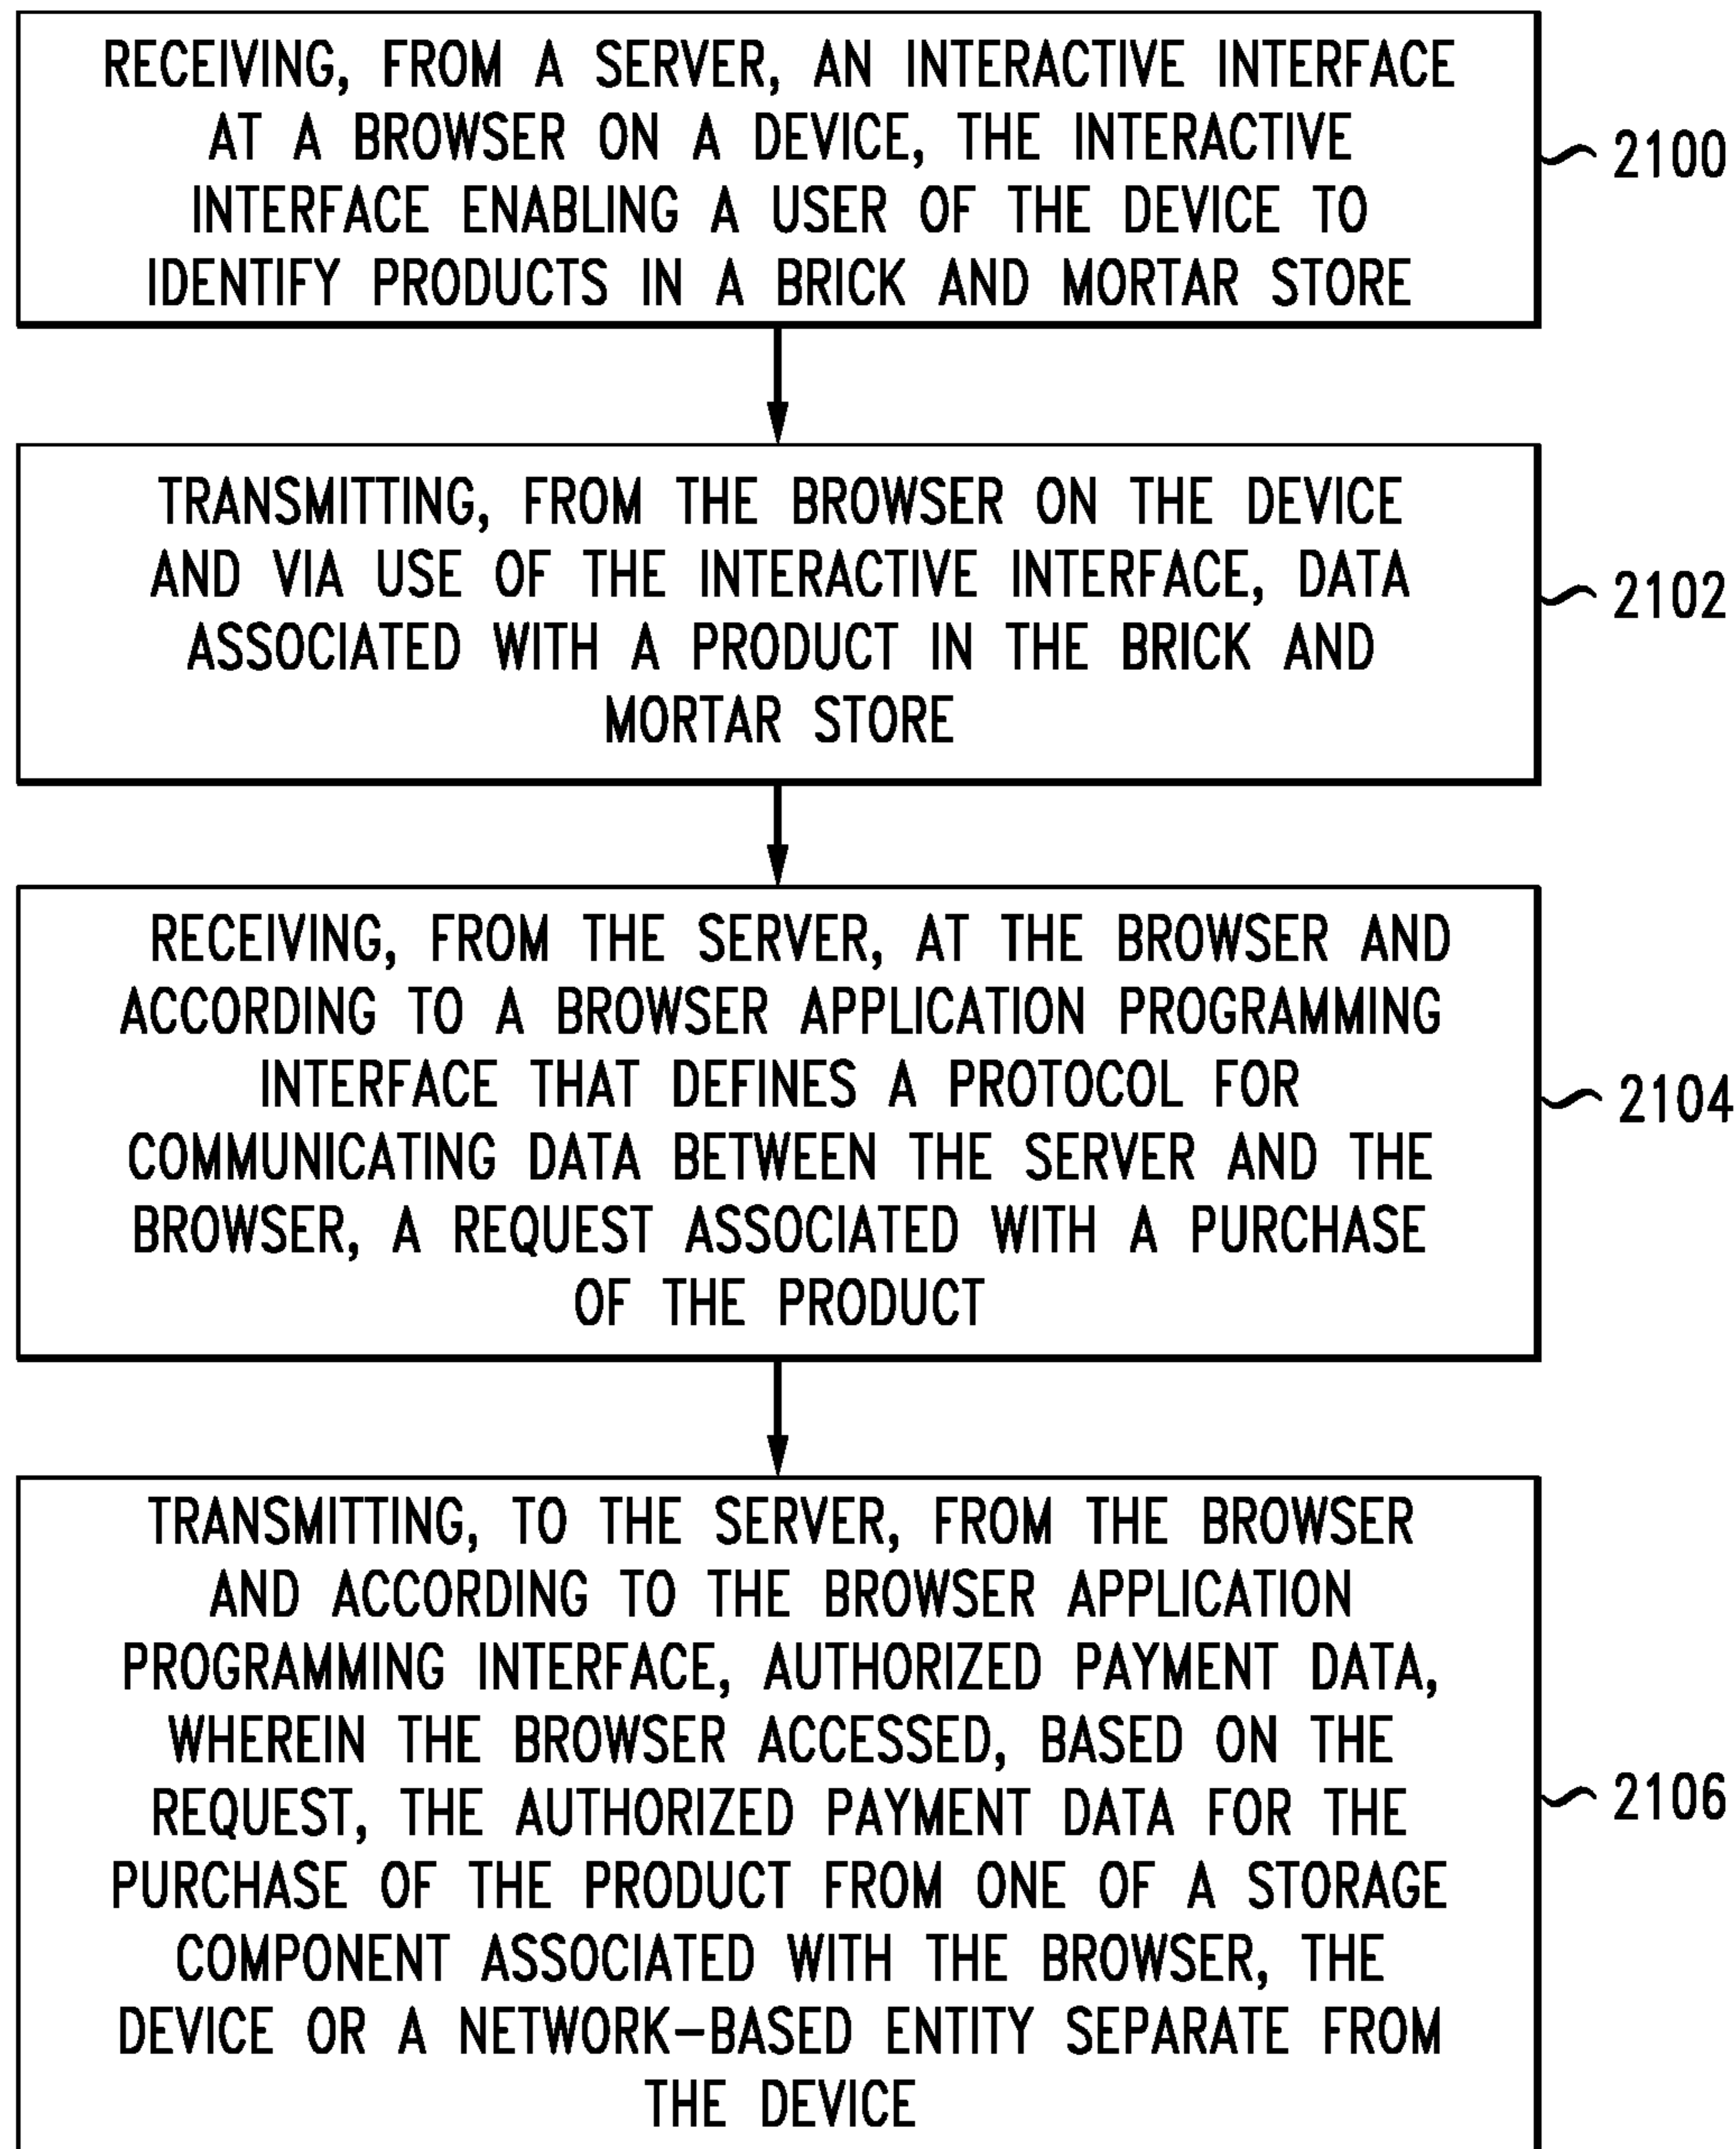 RECEIVING, FROM A SERVER, AN INTERACTIVE INTERFACE
AT A BROWSER ON A DEVICE, THE INTERACTIVE
INTERFACE ENABLING A USER OF THE DEVICE TO
IDENTIFY PRODUCTS IN A BRICK AND MORTAR STORE
2100
TRANSMITTING, FROM THE BROWSER ON THE DEVICE
AND VIA USE OF THE INTERACTIVE INTERFACE, DATA
ASSOCIATED WITH A PRODUCT IN THE BRICK AND
MORTAR STORE
2102
RECEIVING, FROM THE SERVER, AT THE BROWSER AND
ACCORDING TO A BROWSER APPLICATION PROGRAMMING
INTERFACE THAT DEFINES A PROTOCOL FOR
COMMUNICATING DATA BETWEEN THE SERVER AND THE
BROWSER, A REQUEST ASSOCIATED WITH A PURCHASE
OF THE PRODUCT
2104
TRANSMITTING, TO THE SERVER, FROM THE BROWSER
AND ACCORDING TO THE BROWSER APPLICATION
PROGRAMMING INTERFACE, AUTHORIZED PAYMENT DATA,
WHEREIN THE BROWSER ACCESSED, BASED ON THE
REQUEST, THE AUTHORIZED PAYMENT DATA FOR THE
PURCHASE OF THE PRODUCT FROM ONE OF A STORAGE
COMPONENT ASSOCIATED WITH THE BROWSER, THE
DEVICE OR A NETWORK-BASED ENTITY SEPARATE FROM
THE DEVICE
2106